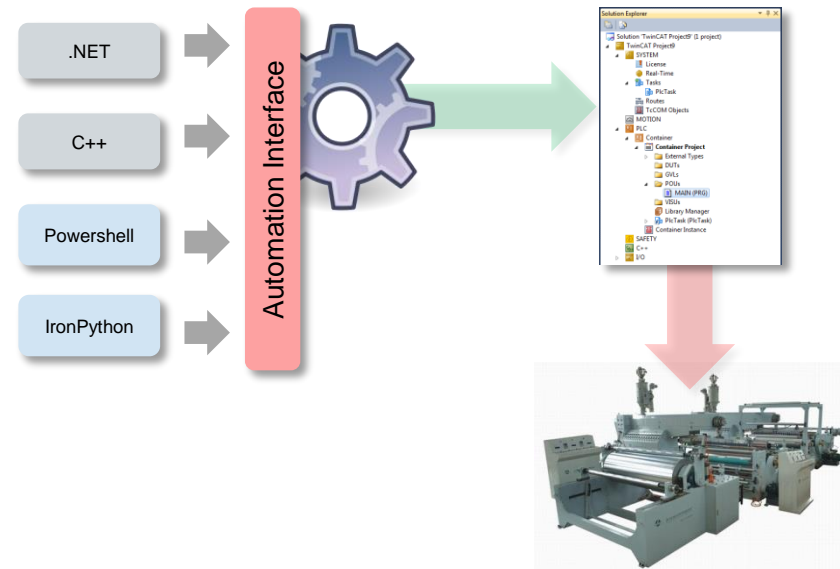 .NET
C++
Powershell
IronPython
Automation Interface
Solution Explorer
Solution 'TwinCAT Project9' (1 project)
TwinCAT Project9
SYSTEM
License
Real-Time
Tasks
PlcTask
Routes
TcCOM Objects
MOTION
PLC
Container
Container Project
External Types
DUTs
GVLs
POUs
MAIN (PRG)
VISUs
Library Manager
PlcTask (PlcTask)
Container Instance
SAFETY
C++
I/O